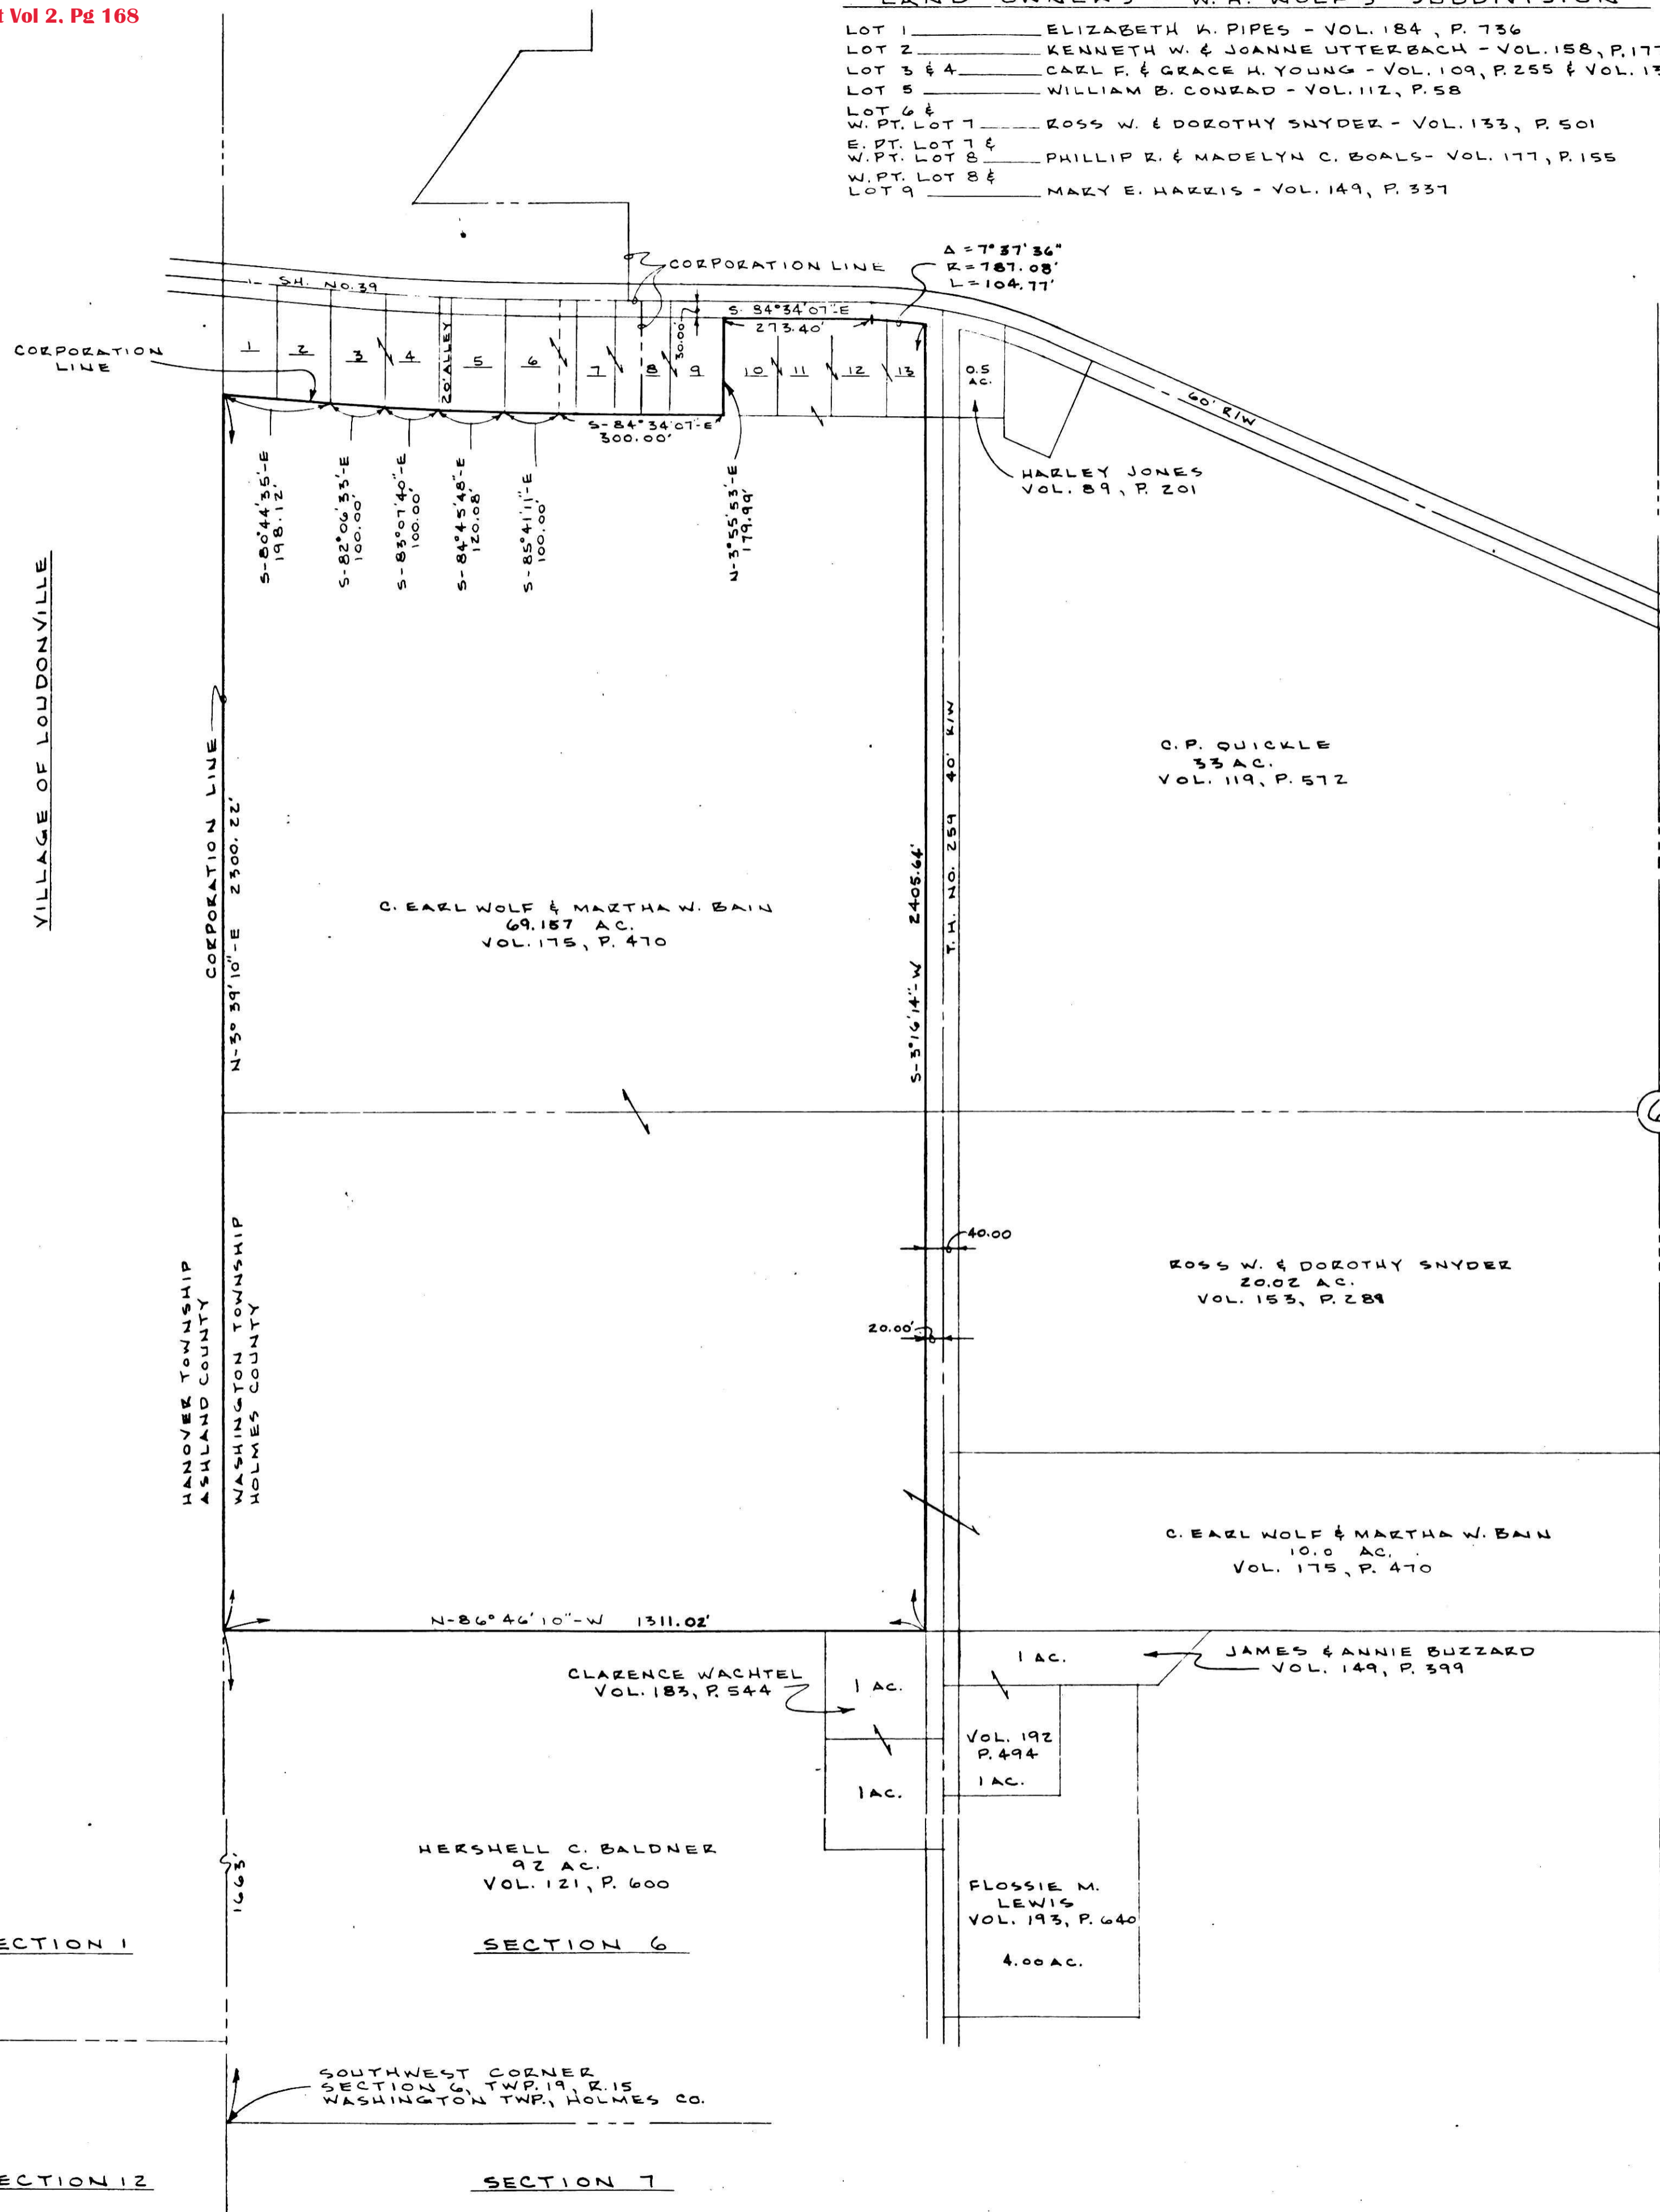 t Vol 2. Pg 168
LAND OWNERS W. H. WOLF'S SUBDIVISION
LOT 1 ELIZABETH K. PIPES - VOL. 184, P. 736
LOT 2 KENNETH W. & JOANNE UTTERBACH - VOL. 158, P. 177
LOT 3 & 4 CARL F. & GRACE H. YOUNG - VOL. 109, P. 255 & VOL. 13
LOT 5 WILLIAM B. CONRAD - VOL. 112, P. 58
LOT 6 &
W. PT. LOT 7 ROSS W. & DOROTHY SNYDER - VOL. 133, P. 501
E. PT. LOT 7 &
W. PT. LOT 8 PHILLIP R. & MADELYN C. BOALS - VOL. 177, P. 155
W. PT. LOT 8 &
LOT 9 MARY E. HARRIS - VOL. 149, P. 337
Δ = 7° 37' 36"
R = 787.08'
L = 104.77'
CORPORATION LINE
SH. NO. 39
S. 84° 34' 07"-E
273.40'
CORPORATION
LINE
1
2
3
4
20' ALLEY
5
6
7
8
30.00'
9
10
11
12
13
0.5
AC.
60' R/W
S-84° 34' 07"-E
300.00'
HARLEY JONES
VOL. 89, P. 201
S-80° 44' 35"-E
198.12'
S-82° 06' 33"-E
100.00'
S-83° 07' 40"-E
100.00'
S-84° 45' 48"-E
120.08'
S-85° 41' 11"-E
100.00'
N-3° 55' 53"-E
179.99'
VILLAGE OF LOUDONVILLE
CORPORATION LINE
N-3° 39' 10"-E 2300.22'
C. EARL WOLF & MARTHA W. BAIN
69.157 AC.
VOL. 175, P. 470
S-3° 16' 14"-W 2405.64'
T. H. NO. 259 40' R/W
C. P. QUICKLE
33 AC.
VOL. 119, P. 572
40.00
20.00'
ROSS W. & DOROTHY SNYDER
20.02 AC.
VOL. 153, P. 289
HANOVER TOWNSHIP
ASHLAND COUNTY
WASHINGTON TOWNSHIP
HOLMES COUNTY
C. EARL WOLF & MARTHA W. BAIN
10.0 AC.
VOL. 175, P. 470
N-86° 46' 10"-W 1311.02'
CLARENCE WACHTEL
VOL. 183, P. 544
1 AC.
1 AC.
JAMES & ANNIE BUZZARD
VOL. 149, P. 399
VOL. 192
P. 494
1 AC.
1 AC.
HERSHELL C. BALDNER
92 AC.
VOL. 121, P. 600
1663'
FLOSSIE M.
LEWIS
VOL. 193, P. 640
4.00 AC.
ECTION 1
SECTION 6
SOUTHWEST CORNER
SECTION 6, TWP. 19, R. 15
WASHINGTON TWP., HOLMES CO.
ECTION 12
SECTION 7